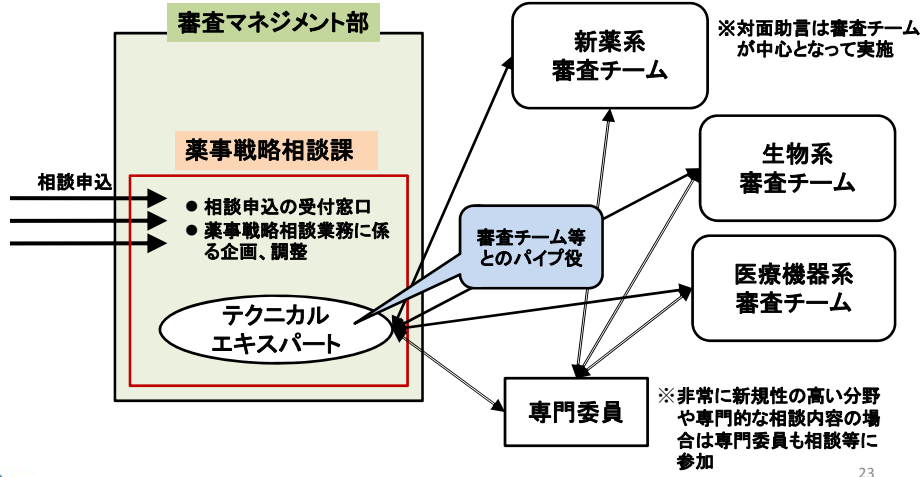 審査マネジメント部
薬事戦略相談課
相談申込
● 相談申込の受付窓口
● 薬事戦略相談業務に係
る企画、調整
テクニカル
エキスパート
審査チーム等
とのパイプ役
新薬系
審査チーム
※対面助言は審査チーム
が中心となって実施
生物系
審査チーム
医療機器系
審査チーム
専門委員
※非常に新規性の高い分野
や専門的な相談内容の場
合は専門委員も相談等に
参加
23